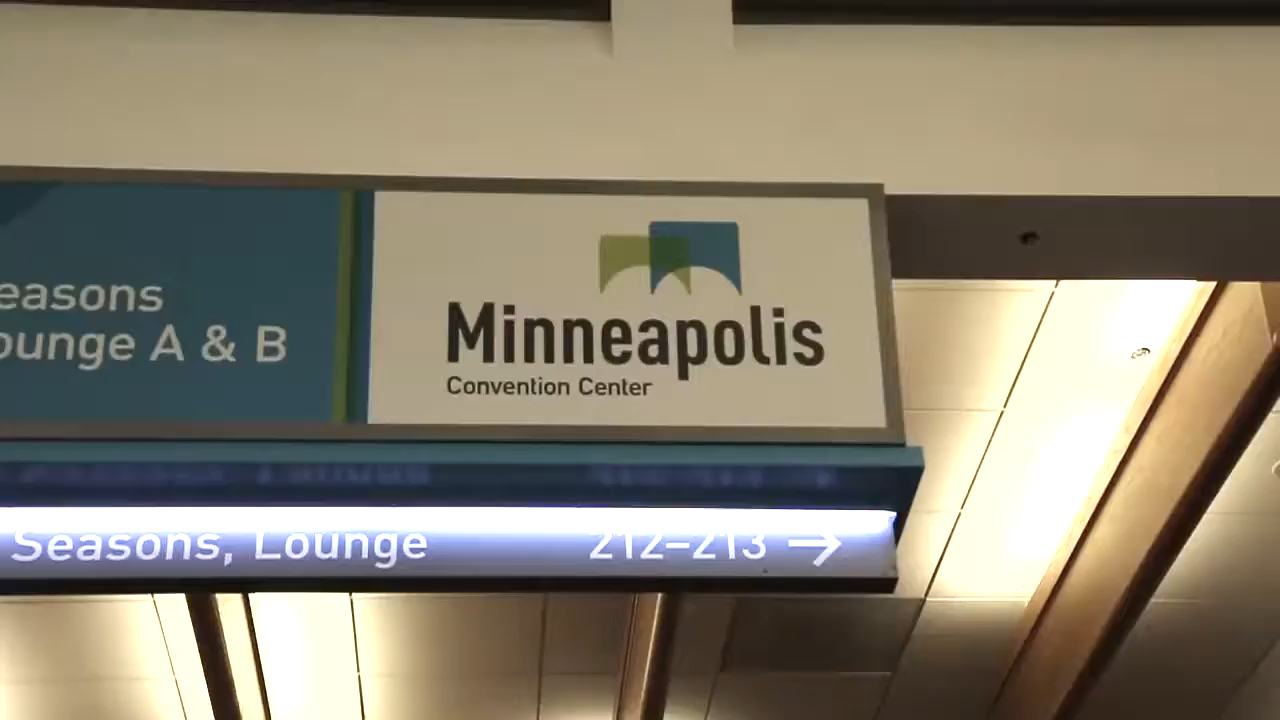 easons
ounge A & B
Minneapolis
Convention Center
Seasons, Lounge 212–213 →